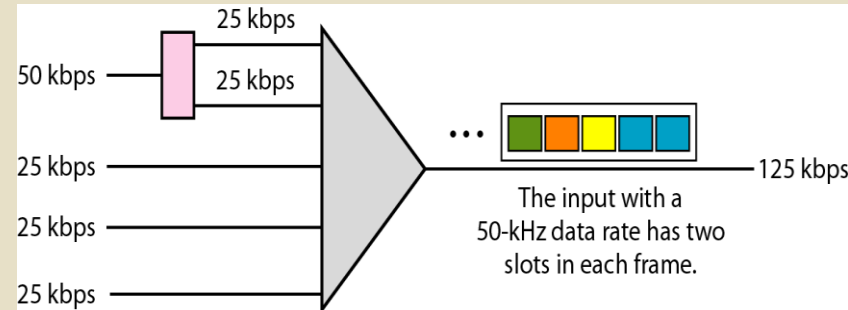 25 kbps
50 kbps
25 kbps
25 kbps
...
125 kbps
The input with a
50-kHz data rate has two
slots in each frame.
25 kbps
25 kbps